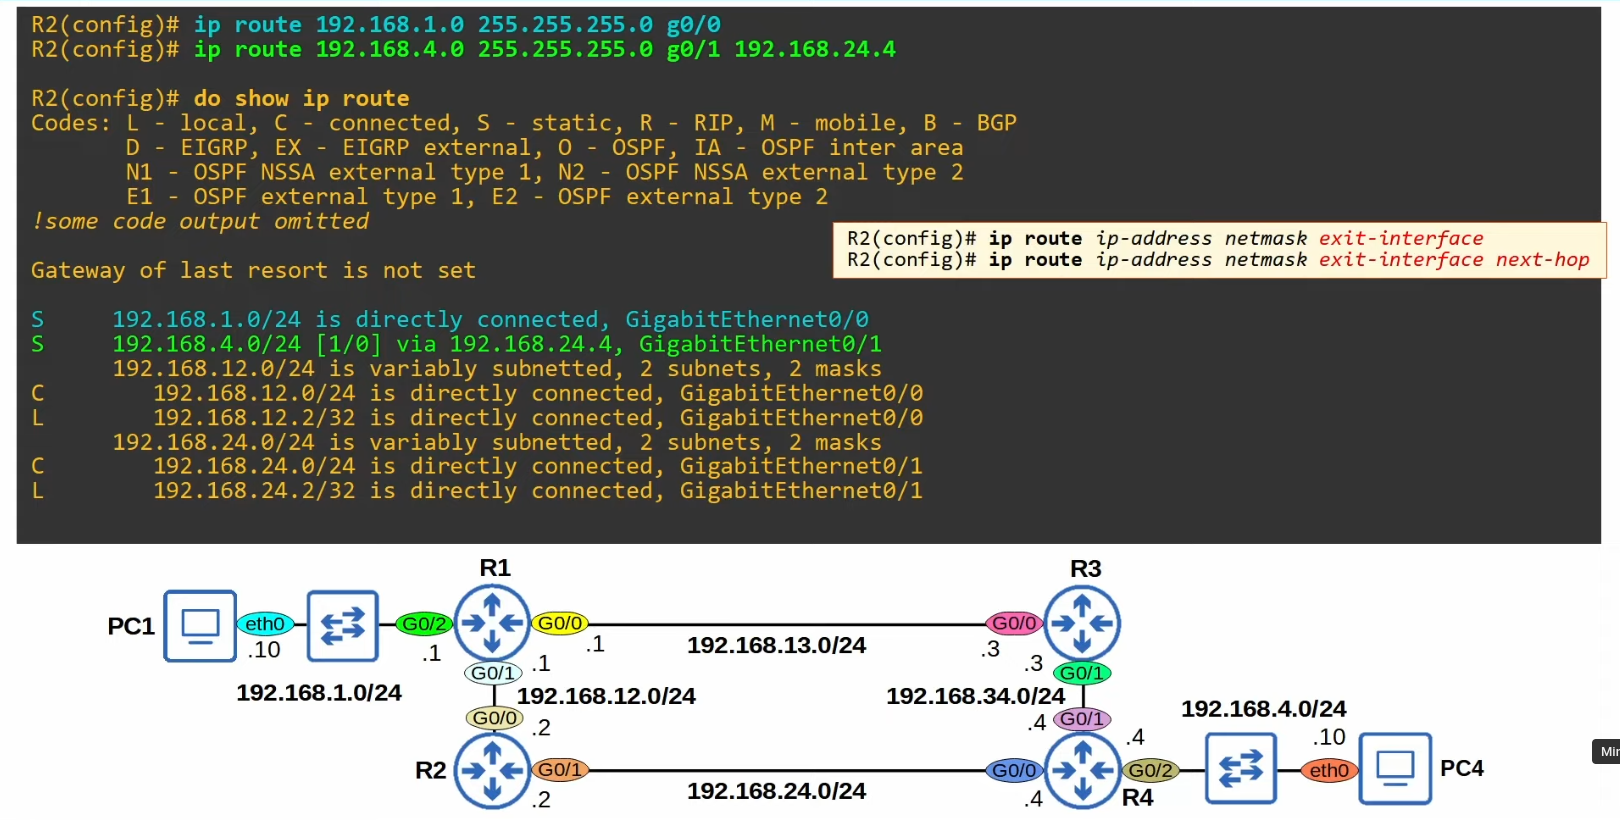 R2(config)# ip route 192.168.1.0 255.255.255.0 g0/0
R2(config)# ip route 192.168.4.0 255.255.255.0 g0/1 192.168.24.4
R2(config)# do show ip route
Codes: L - local, C - connected, S - static, R - RIP, M - mobile, B - BGP
D - EIGRP, EX - EIGRP external, O - OSPF, IA - OSPF inter area
N1 - OSPF NSSA external type 1, N2 - OSPF NSSA external type 2
E1 - OSPF external type 1, E2 - OSPF external type 2
!some code output omitted
R2(config)# ip route ip-address netmask exit-interface
R2(config)# ip route ip-address netmask exit-interface next-hop
Gateway of last resort is not set
S 192.168.1.0/24 is directly connected, GigabitEthernet0/0
S 192.168.4.0/24 [1/0] via 192.168.24.4, GigabitEthernet0/1
192.168.12.0/24 is variably subnetted, 2 subnets, 2 masks
C 192.168.12.0/24 is directly connected, GigabitEthernet0/0
L 192.168.12.2/32 is directly connected, GigabitEthernet0/0
192.168.24.0/24 is variably subnetted, 2 subnets, 2 masks
C 192.168.24.0/24 is directly connected, GigabitEthernet0/1
L 192.168.24.2/32 is directly connected, GigabitEthernet0/1
R1 R3
PC1 eth0 G0/2 G0/0 G0/0
.10 .1 .1 192.168.13.0/24 .3
.1 .3
G0/1 G0/1
192.168.1.0/24 192.168.12.0/24 192.168.34.0/24
G0/0 .2 .4 G0/1 192.168.4.0/24
.4 .10
Min
R2 G0/1 G0/0 G0/2 eth0 PC4
.2 192.168.24.0/24 .4 R4